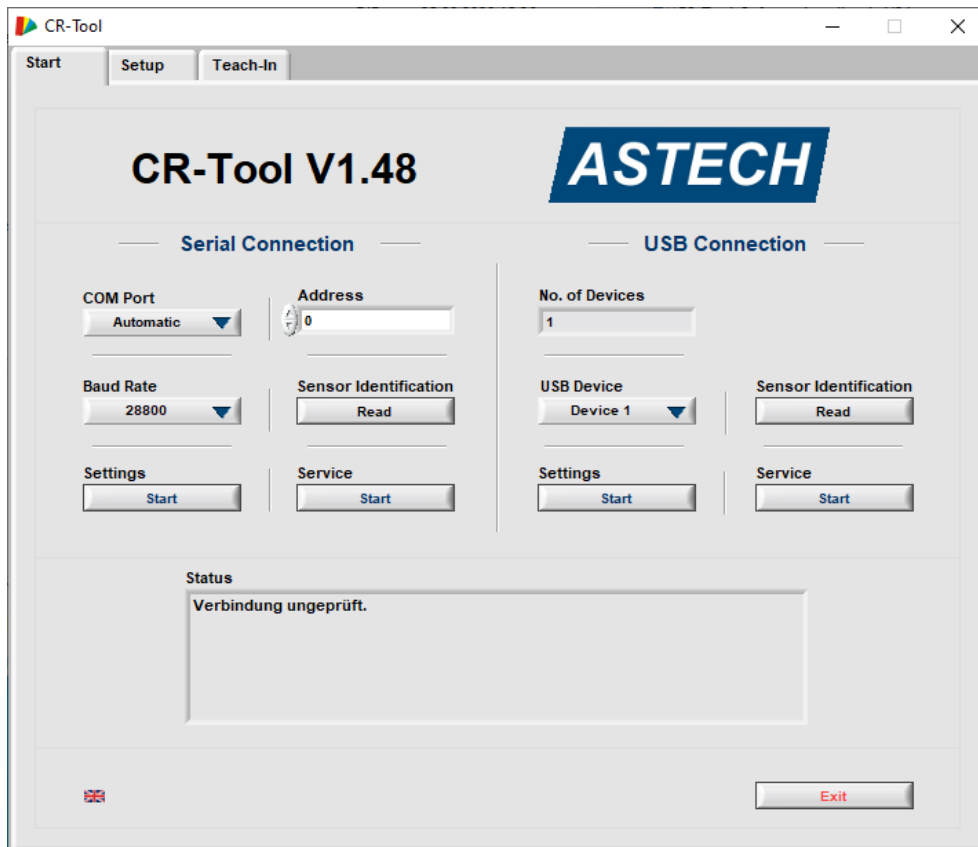 CR-Tool
Start
Setup
Teach-In
CR-Tool V1.48
ASTECH
Serial Connection
COM Port
Automatic
Address
0
Baud Rate
28800
Sensor Identification
Read
Settings
Start
Service
Start
USB Connection
No. of Devices
1
USB Device
Device 1
Sensor Identification
Read
Settings
Start
Service
Start
Status
Verbindung ungeprüft.
Exit